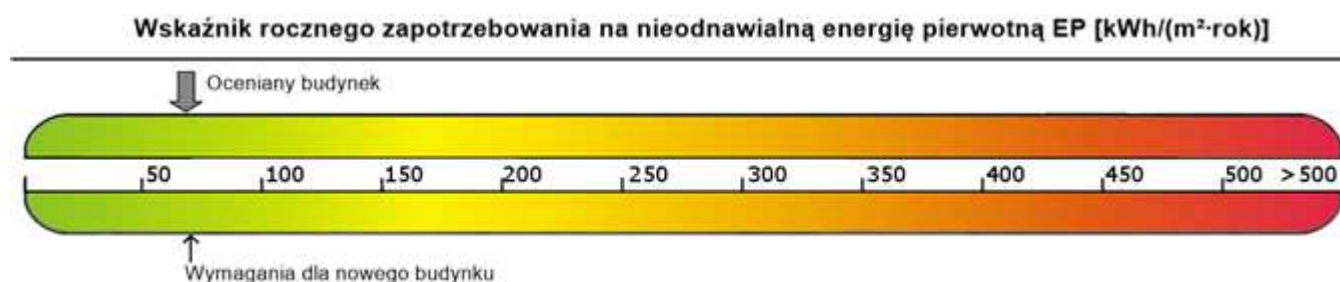 Wskaźnik rocznego zapotrzebowania na nieodnawialną energię pierwotną EP [kWh/(m²·rok)]
Oceniany budynek
50 100 150 200 250 300 350 400 450 500 > 500
Wymagania dla nowego budynku